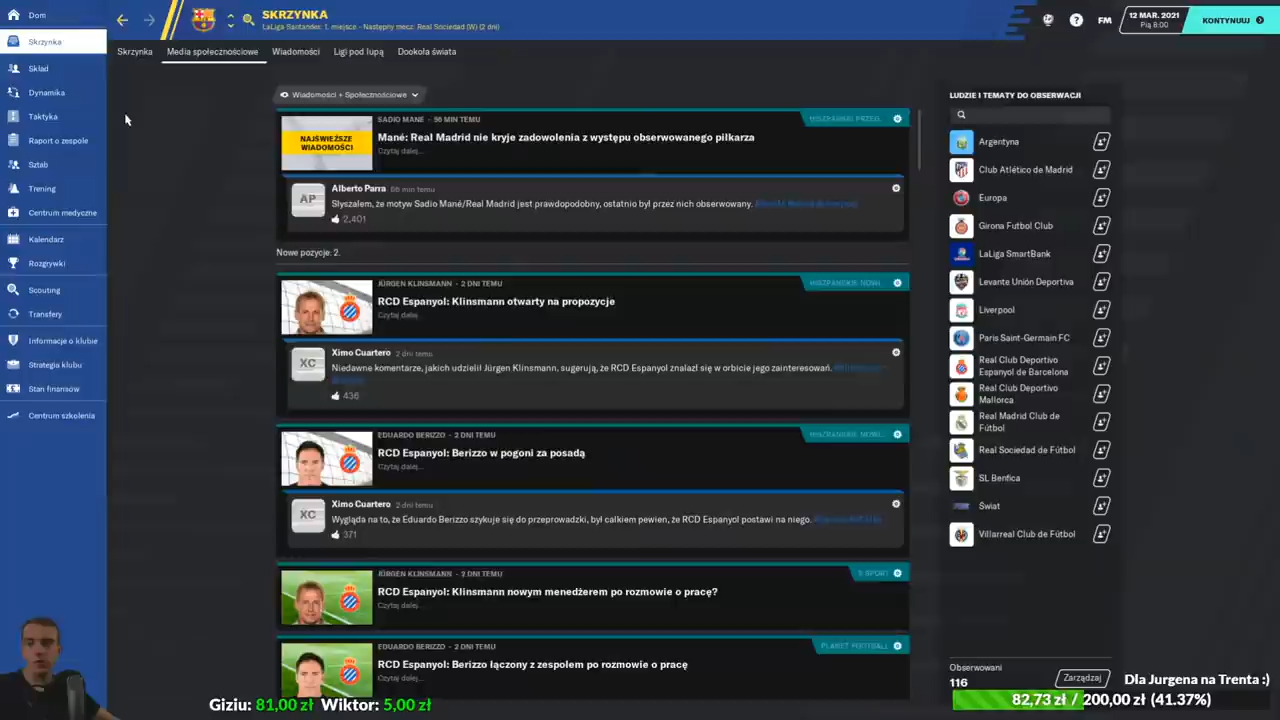 Dom
Skrzynka
Skład
Dynamika
Taktyka
Raport o zespole
Sztab
Trening
Centrum medyczne
Kalendarz
Rozgrywki
Scouting
Transfery
Informacje o klubie
Strategia klubu
Stan finansów
Centrum szkolenia
SKRZYNKA
LaLiga Santander: 1. miejsce - Następny mecz: Real Sociedad (W) (2 dni)
FM
12 MAR. 2021
Pią 8:00
KONTYNUUJ
Skrzynka
Media społecznościowe
Wiadomości
Ligi pod lupą
Dookoła świata
Wiadomości + Społecznościowe
SADIO MANÉ - 56 MIN TEMU
NAJŚWIEŻSZE
WIADOMOŚCI
Mané: Real Madrid nie kryje zadowolenia z występu obserwowanego piłkarza
Czytaj dalej...
AP
Alberto Parra 56 min temu
Słyszałem, że motyw Sadio Mané/Real Madrid jest prawdopodobny, ostatnio był przez nich obserwowany.
2,401
Nowe pozycje: 2.
JÜRGEN KLINSMANN - 2 DNI TEMU
RCD Espanyol: Klinsmann otwarty na propozycje
Czytaj dalej...
XC
Ximo Cuartero 2 dni temu
Niedawne komentarze, jakich udzielił Jürgen Klinsmann, sugerują, że RCD Espanyol znalazł się w orbicie jego zainteresowań.
436
EDUARDO BERIZZO - 2 DNI TEMU
RCD Espanyol: Berizzo w pogoni za posadą
Czytaj dalej...
XC
Ximo Cuartero 2 dni temu
Wygląda na to, że Eduardo Berizzo szykuje się do przeprowadzki, był całkiem pewien, że RCD Espanyol postawi na niego.
371
JÜRGEN KLINSMANN - 2 DNI TEMU
RCD Espanyol: Klinsmann nowym menedżerem po rozmowie o pracę?
Czytaj dalej...
EDUARDO BERIZZO - 2 DNI TEMU
PLANET FOOTBALL
RCD Espanyol: Berizzo łączony z zespołem po rozmowie o pracę
Czytaj dalej...
LUDZIE I TEMATY DO OBSERWACJI
Argentyna
Club Atlético de Madrid
Europa
Girona Futbol Club
LaLiga SmartBank
Levante Unión Deportiva
Liverpool
Paris Saint-Germain FC
Real Club Deportivo
Espanyol de Barcelona
Real Club Deportivo
Mallorca
Real Madrid Club de
Fútbol
Real Sociedad de Fútbol
SL Benfica
Świat
Villarreal Club de Fútbol
Obserwowani
116
Zarządzaj
Dla Jurgena na Trenta :)
82,73 zł / 200,00 zł (41.37%)
Giziu: 81,00 zł Wiktor: 5,00 zł